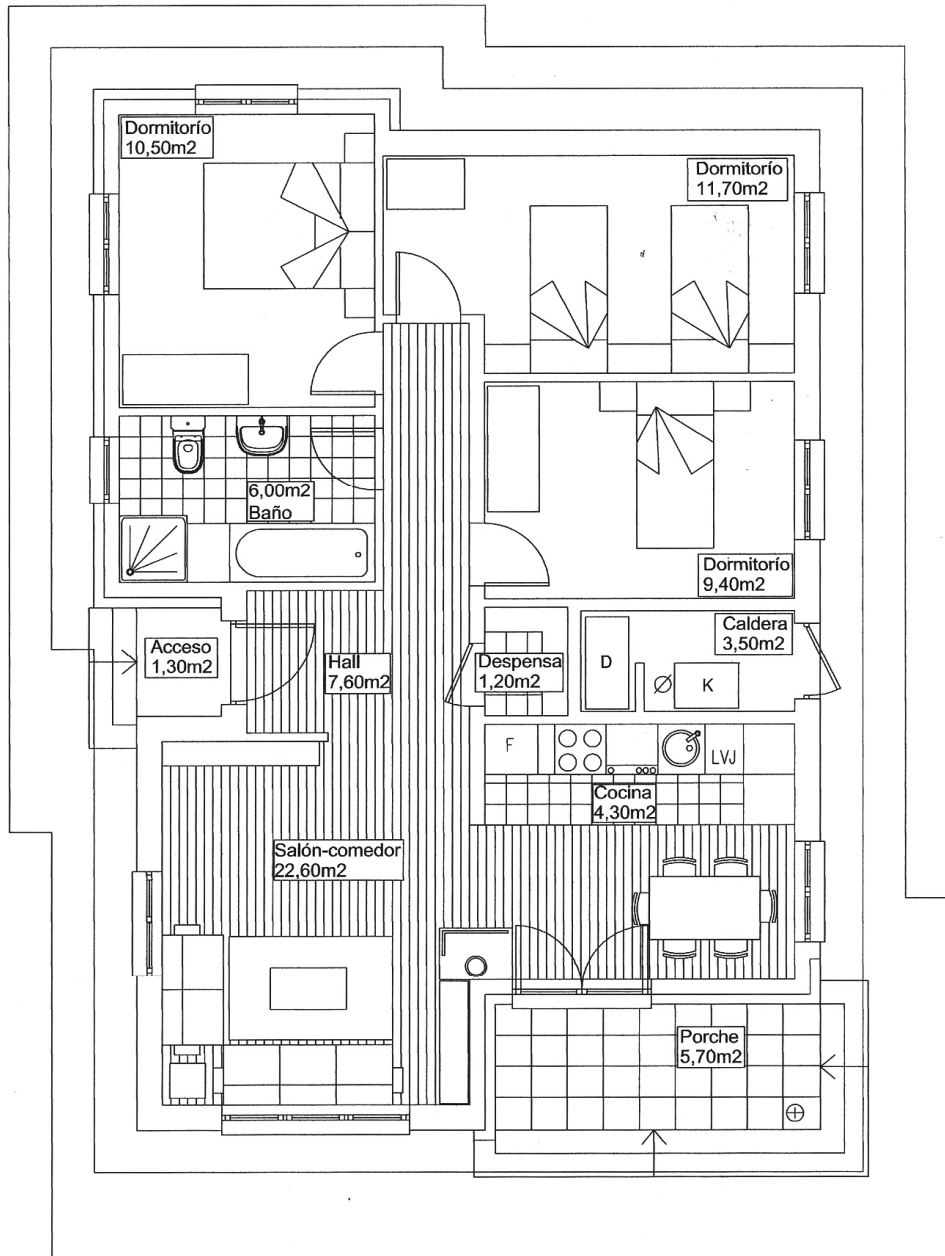 Dormitorío
10,50m2
Dormitorío
11,70m2
6,00m2
Baño
Dormitorío
9,40m2
Acceso
1,30m2
Hall
7,60m2
Despensa
1,20m2
Caldera
3,50m2
D
K
F
LVJ
Cocina
4,30m2
Salón-comedor
22,60m2
Porche
5,70m2